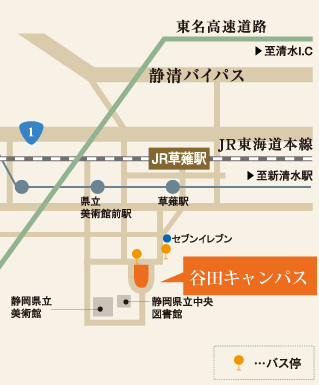 東名高速道路
▶至清水I.C
静清バイパス
1
JR東海道本線
JR草薙駅
▶至新清水駅
県立
美術館前駅
草薙駅
セブンイレブン
谷田キャンパス
静岡県立
美術館
静岡県立中央
図書館
…バス停